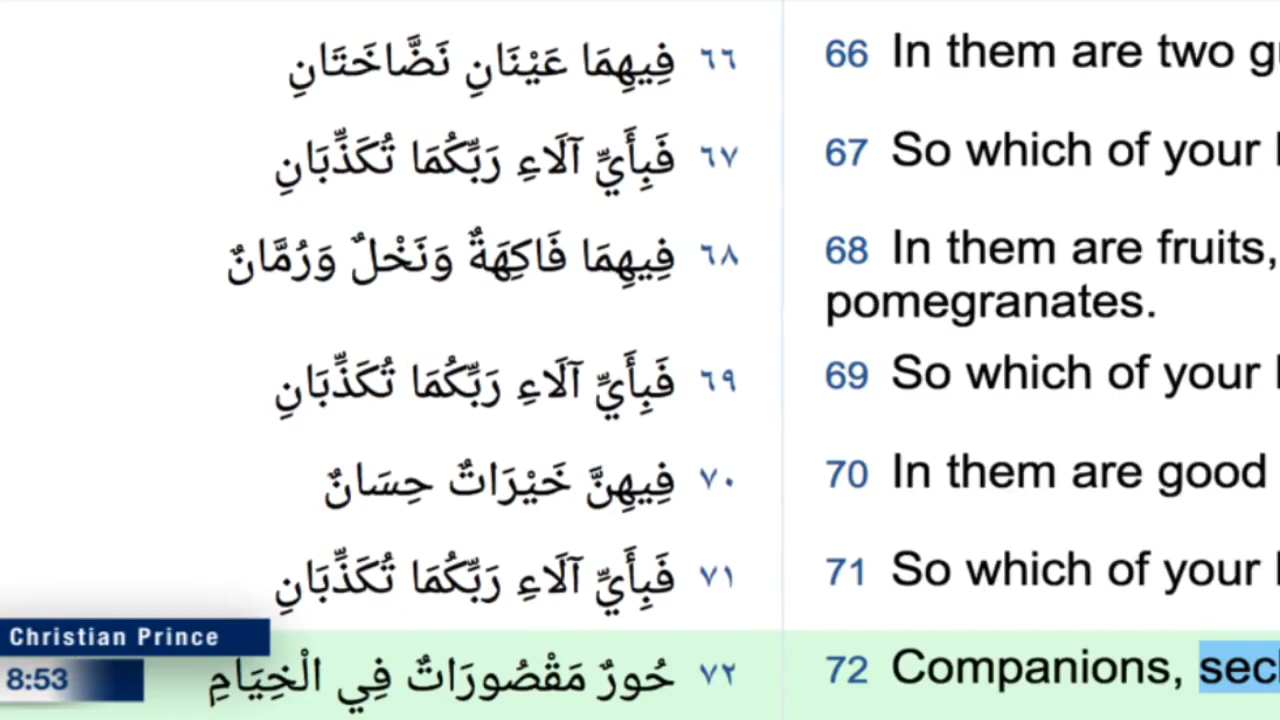 ٦٦ فِيهِمَا عَيْنَانِ نَضَّاخَتَانِ
66 In them are two
٦٧ فَبِأَيِّ آلَاءِ رَبِّكُمَا تُكَذِّبَانِ
67 So which of your
٦٨ فِيهِمَا فَاكِهَةٌ وَنَخْلٌ وَرُمَّانٌ
68 In them are fruits,
pomegranates.
٦٩ فَبِأَيِّ آلَاءِ رَبِّكُمَا تُكَذِّبَانِ
69 So which of your
٧٠ فِيهِنَّ خَيْرَاتٌ حِسَانٌ
70 In them are good
٧١ فَبِأَيِّ آلَاءِ رَبِّكُمَا تُكَذِّبَانِ
71 So which of your
٧٢ حُورٌ مَقْصُورَاتٌ فِي الْخِيَامِ
72 Companions,
Christian Prince
8:53